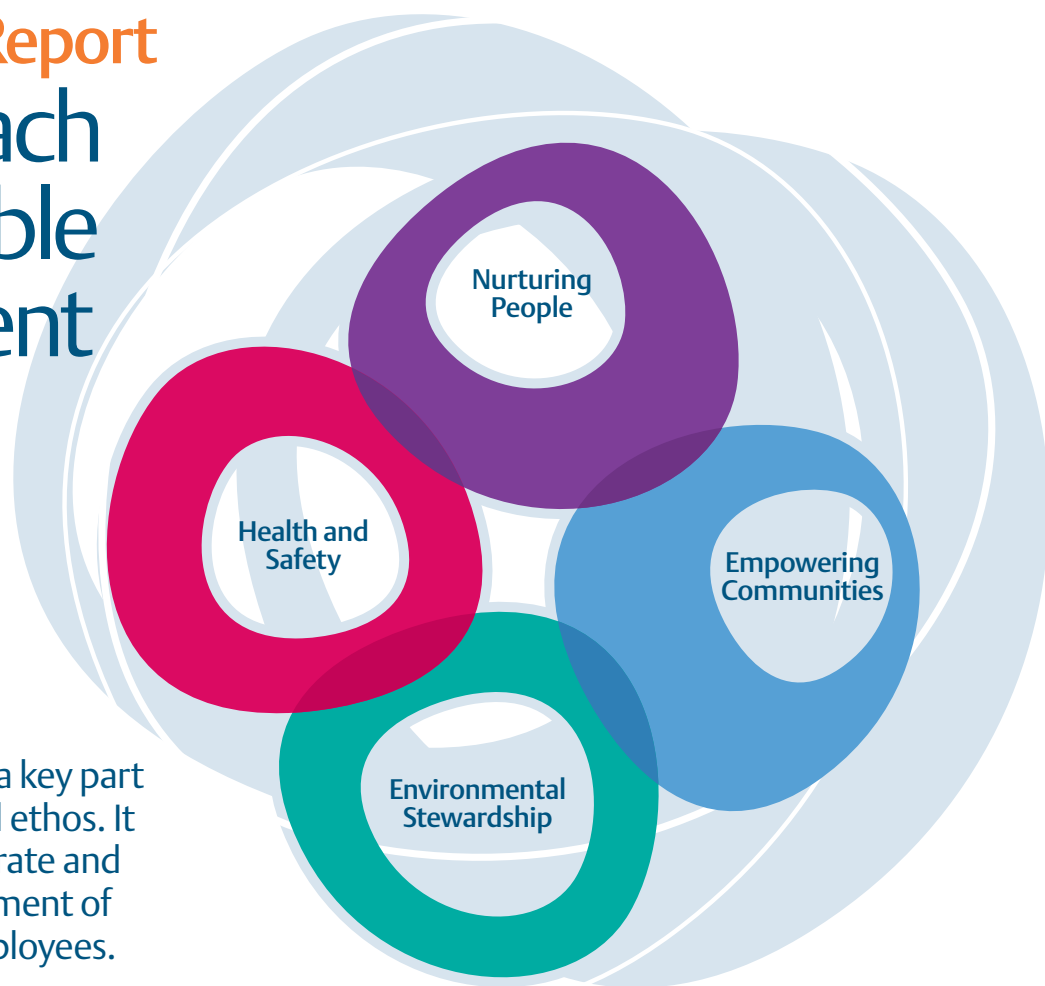 Report
ach
ble
ent
Nurturing
People
Health and
Safety
Empowering
Communities
Environmental
Stewardship
a key part
ethos. It
rate and
ment of
ployees.